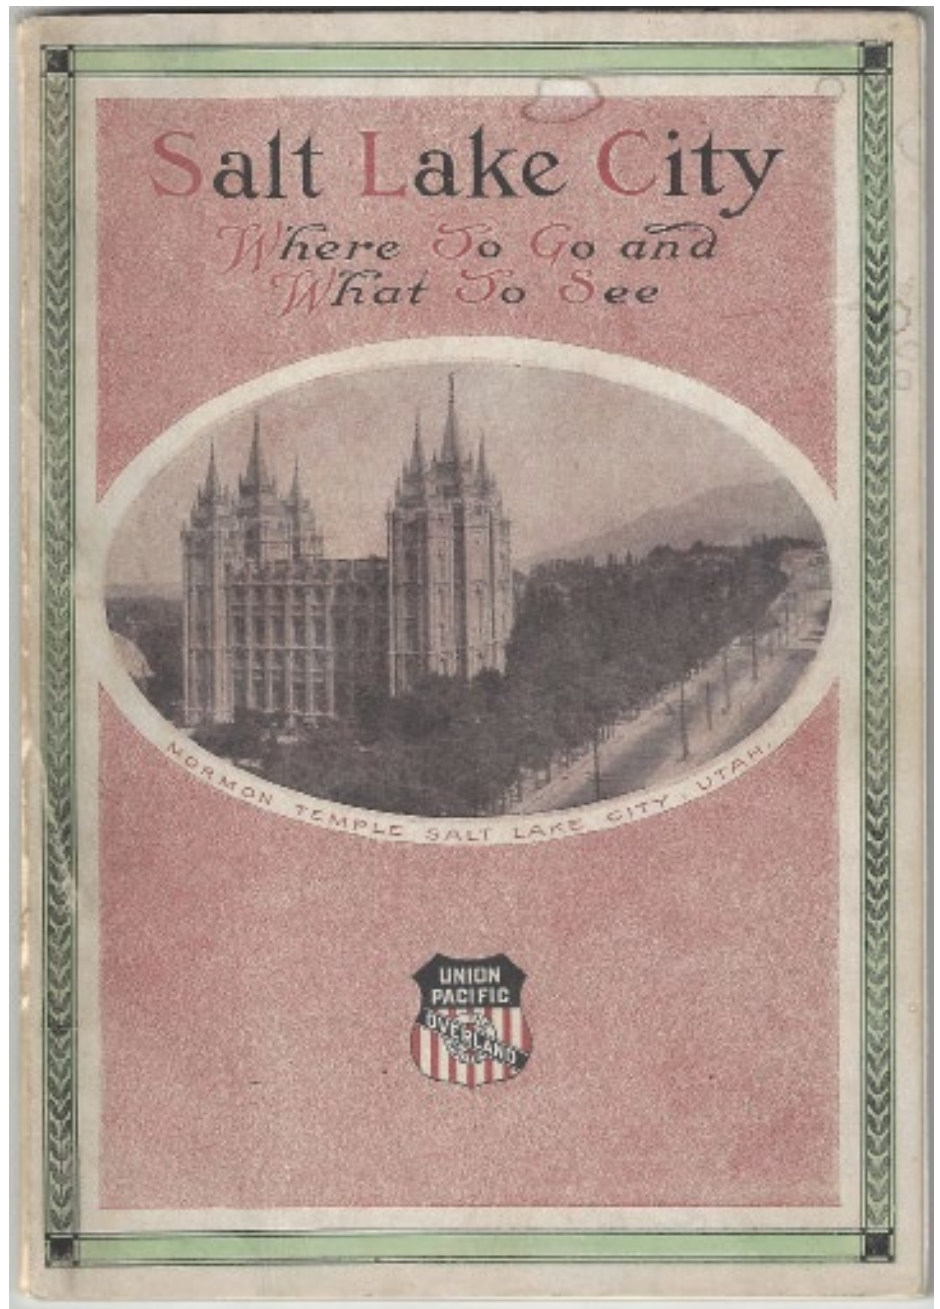 Salt Lake City
Where To Go and
What To See
MORMON TEMPLE SALT LAKE CITY, UTAH.
UNION
PACIFIC
OVERLAND